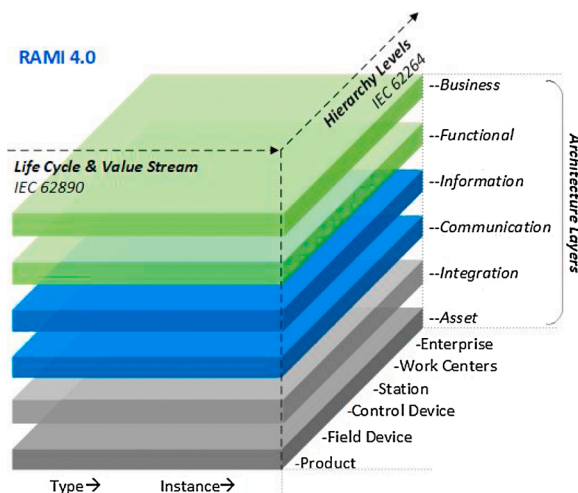 RAMI 4.0
Hierarchy Levels
IEC 62264
Life Cycle & Value Stream
IEC 62890
--Business
--Functional
--Information
--Communication
--Integration
--Asset
Architecture Layers
-Enterprise
-Work Centers
-Station
-Control Device
-Field Device
-Product
Type→ Instance→